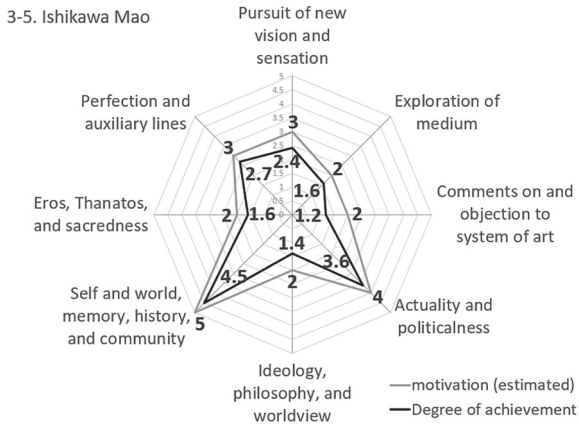 3-5. Ishikawa Mao
Pursuit of new
vision and
sensation
Perfection and
auxiliary lines
Exploration of
medium
5
4.5
4
3.5
3
2.5
2
1.5
1
0.5
0.0
3
2.4
3
2.7
2
1.6
Eros, Thanatos,
and sacredness
2
1.6
1.2
2
Comments on and
objection to
system of art
1.4
2
3.6
4
4.5
5
Self and world,
memory, history,
and community
Actuality and
politicalness
Ideology,
philosophy, and
worldview
motivation (estimated)
Degree of achievement